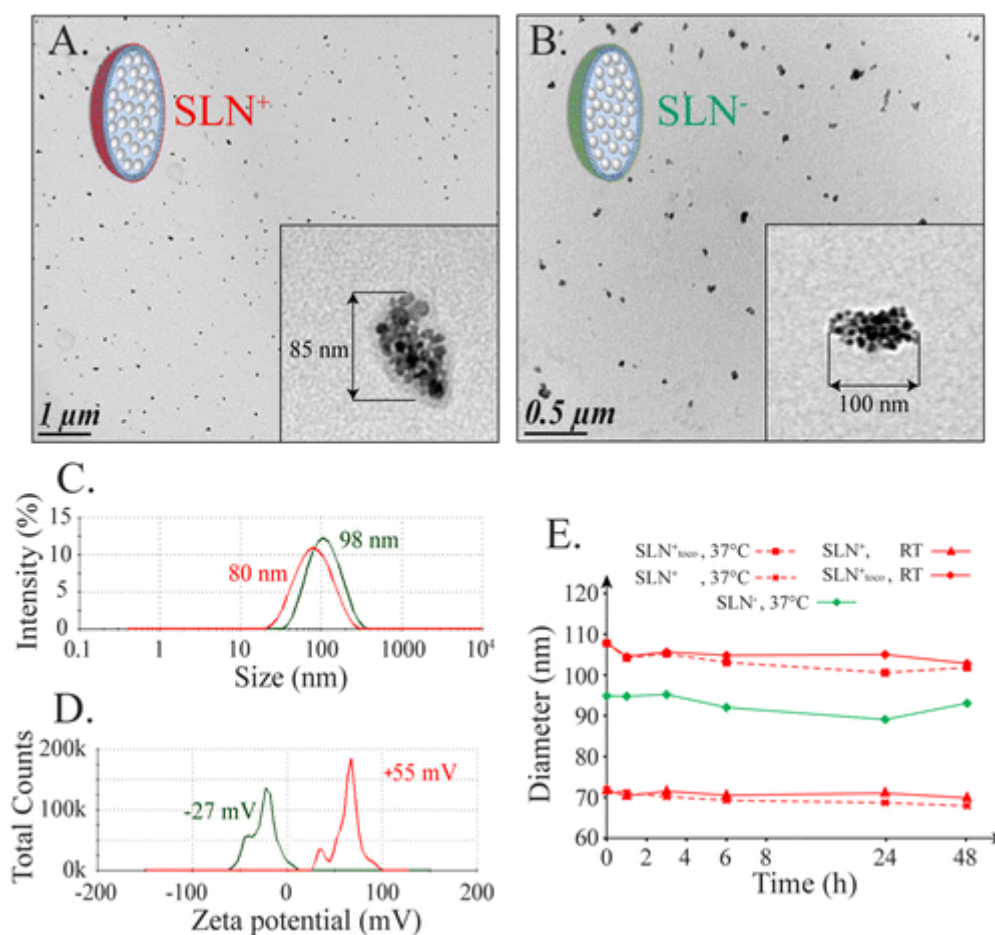 A.
SLN⁺
85 nm
1 µm
B.
SLN⁻
100 nm
0.5 µm
C.
Intensity (%)
15
10
5
0
98 nm
80 nm
0.1 1 10 100 1000 10⁴
Size (nm)
D.
Total Counts
200k
100k
0k
-27 mV
+55 mV
-200 -100 0 100 200
Zeta potential (mV)
E.
SLN⁺toco, 37°C
SLN⁺, RT
SLN⁺, 37°C
SLN⁺toco, RT
SLN⁻, 37°C
Diameter (nm)
120
110
100
90
80
70
60
0 2 4 6 8 24 48
Time (h)